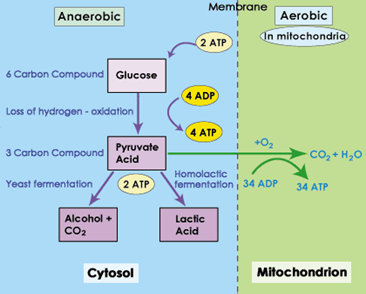 Membrane
Anaerobic
Aerobic
In mitochondria
2 ATP
6 Carbon Compound
Glucose
4 ADP
Loss of hydrogen - oxidation
4 ATP
+O2
3 Carbon Compound
Pyruvate
Acid
CO2 + H2O
Yeast fermentation
2 ATP
Homolactic
fermentation
34 ADP
34 ATP
Alcohol +
CO2
Lactic
Acid
Cytosol
Mitochondrion